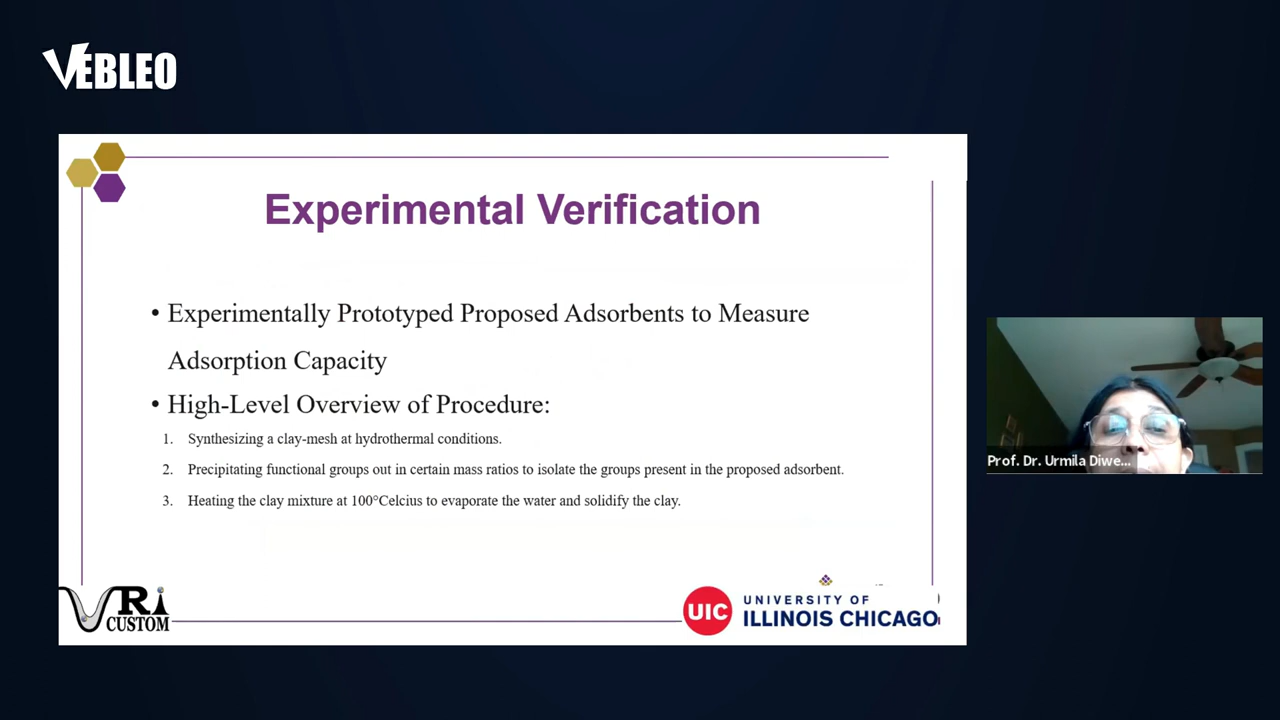 VEBLEO
Experimental Verification
• Experimentally Prototyped Proposed Adsorbents to Measure
Adsorption Capacity
• High-Level Overview of Procedure:
1. Synthesizing a clay-mesh at hydrothermal conditions.
2. Precipitating functional groups out in certain mass ratios to isolate the groups present in the proposed adsorbent.
3. Heating the clay mixture at 100°Celcius to evaporate the water and solidify the clay.
Prof. Dr. Urmila Diwe...
VRi
CUSTOM
UIC
UNIVERSITY OF
ILLINOIS CHICAGO